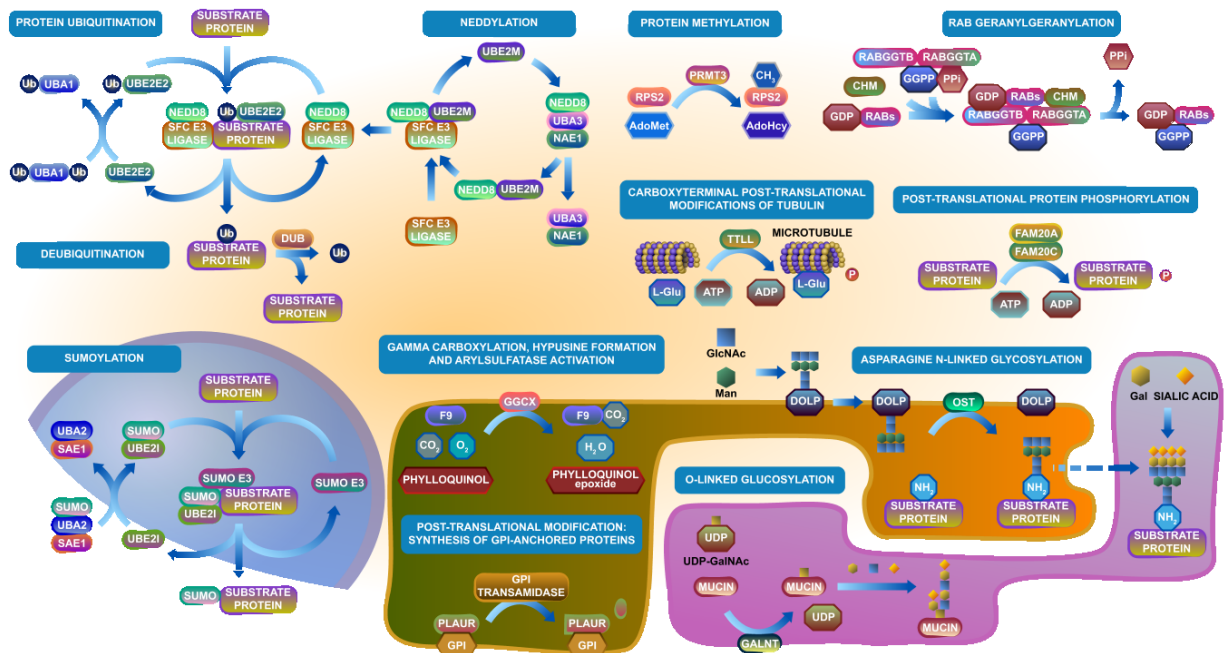 PROTEIN UBIQUITINATION
SUBSTRATE
PROTEIN
Ub
UBA1
Ub
UBE2E2
NEDD8
SFC E3
LIGASE
Ub
UBE2E2
SUBSTRATE
PROTEIN
NEDD8
SFC E3
LIGASE
Ub
UBA1
Ub
UBE2E2
DEUBIQUITINATION
Ub
SUBSTRATE
PROTEIN
DUB
Ub
SUBSTRATE
PROTEIN
NEDDYLATION
UBE2M
NEDD8
UBE2M
SFC E3
LIGASE
NEDD8
UBA3
NAE1
NEDD8
UBE2M
SFC E3
LIGASE
UBA3
NAE1
PROTEIN METHYLATION
PRMT3
CH3
RPS2
RPS2
AdoMet
AdoHcy
RAB GERANYLGERANYLATION
RABGGTB
RABGGTA
GGPP
PPi
CHM
GDP
RABs
GDP
RABs
CHM
RABGGTB
RABGGTA
GGPP
PPi
GDP
RABs
GGPP
CARBOXYTERMINAL POST-TRANSLATIONAL
MODIFICATIONS OF TUBULIN
TTLL
MICROTUBULE
L-Glu
ATP
ADP
L-Glu
P
POST-TRANSLATIONAL PROTEIN PHOSPHORYLATION
FAM20A
FAM20C
SUBSTRATE
PROTEIN
SUBSTRATE
PROTEIN
P
ATP
ADP
SUMOYLATION
SUBSTRATE
PROTEIN
UBA2
SAE1
SUMO
UBE2I
SUMO E3
SUMO
UBE2I
SUBSTRATE
PROTEIN
SUMO E3
SUMO
UBA2
SAE1
UBE2I
SUMO
SUBSTRATE
PROTEIN
GAMMA CARBOXYLATION, HYPUSINE FORMATION
AND ARYLSULFATASE ACTIVATION
GGCX
F9
F9
CO2
CO2
O2
H2O
PHYLLOQUINOL
PHYLLOQUINOL
epoxide
POST-TRANSLATIONAL MODIFICATION:
SYNTHESIS OF GPI-ANCHORED PROTEINS
GPI
TRANSAMIDASE
PLAUR
GPI
PLAUR
GPI
GlcNAc
Man
DOLP
ASPARAGINE N-LINKED GLYCOSYLATION
DOLP
OST
DOLP
NH2
SUBSTRATE
PROTEIN
NH2
SUBSTRATE
PROTEIN
Gal
SIALIC ACID
NH2
SUBSTRATE
PROTEIN
O-LINKED GLUCOSYLATION
UDP
UDP-GalNAc
MUCIN
MUCIN
UDP
GALNT
MUCIN